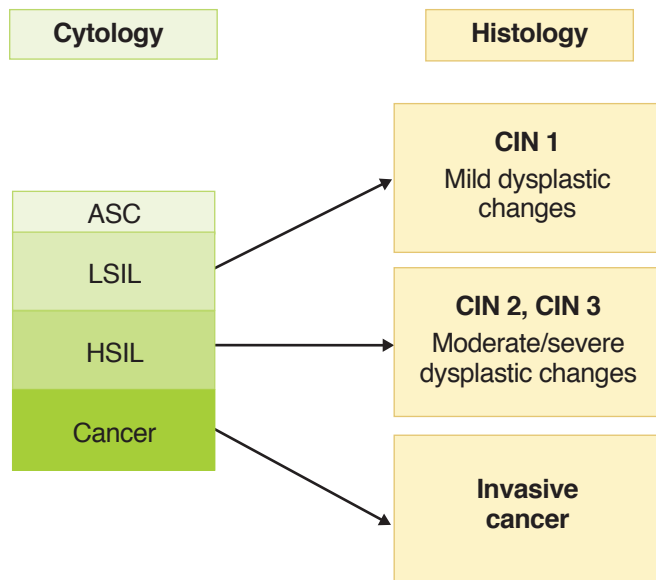 Cytology
Histology
ASC
LSIL
HSIL
Cancer
CIN 1
Mild dysplastic
changes
CIN 2, CIN 3
Moderate/severe
dysplastic changes
Invasive
cancer